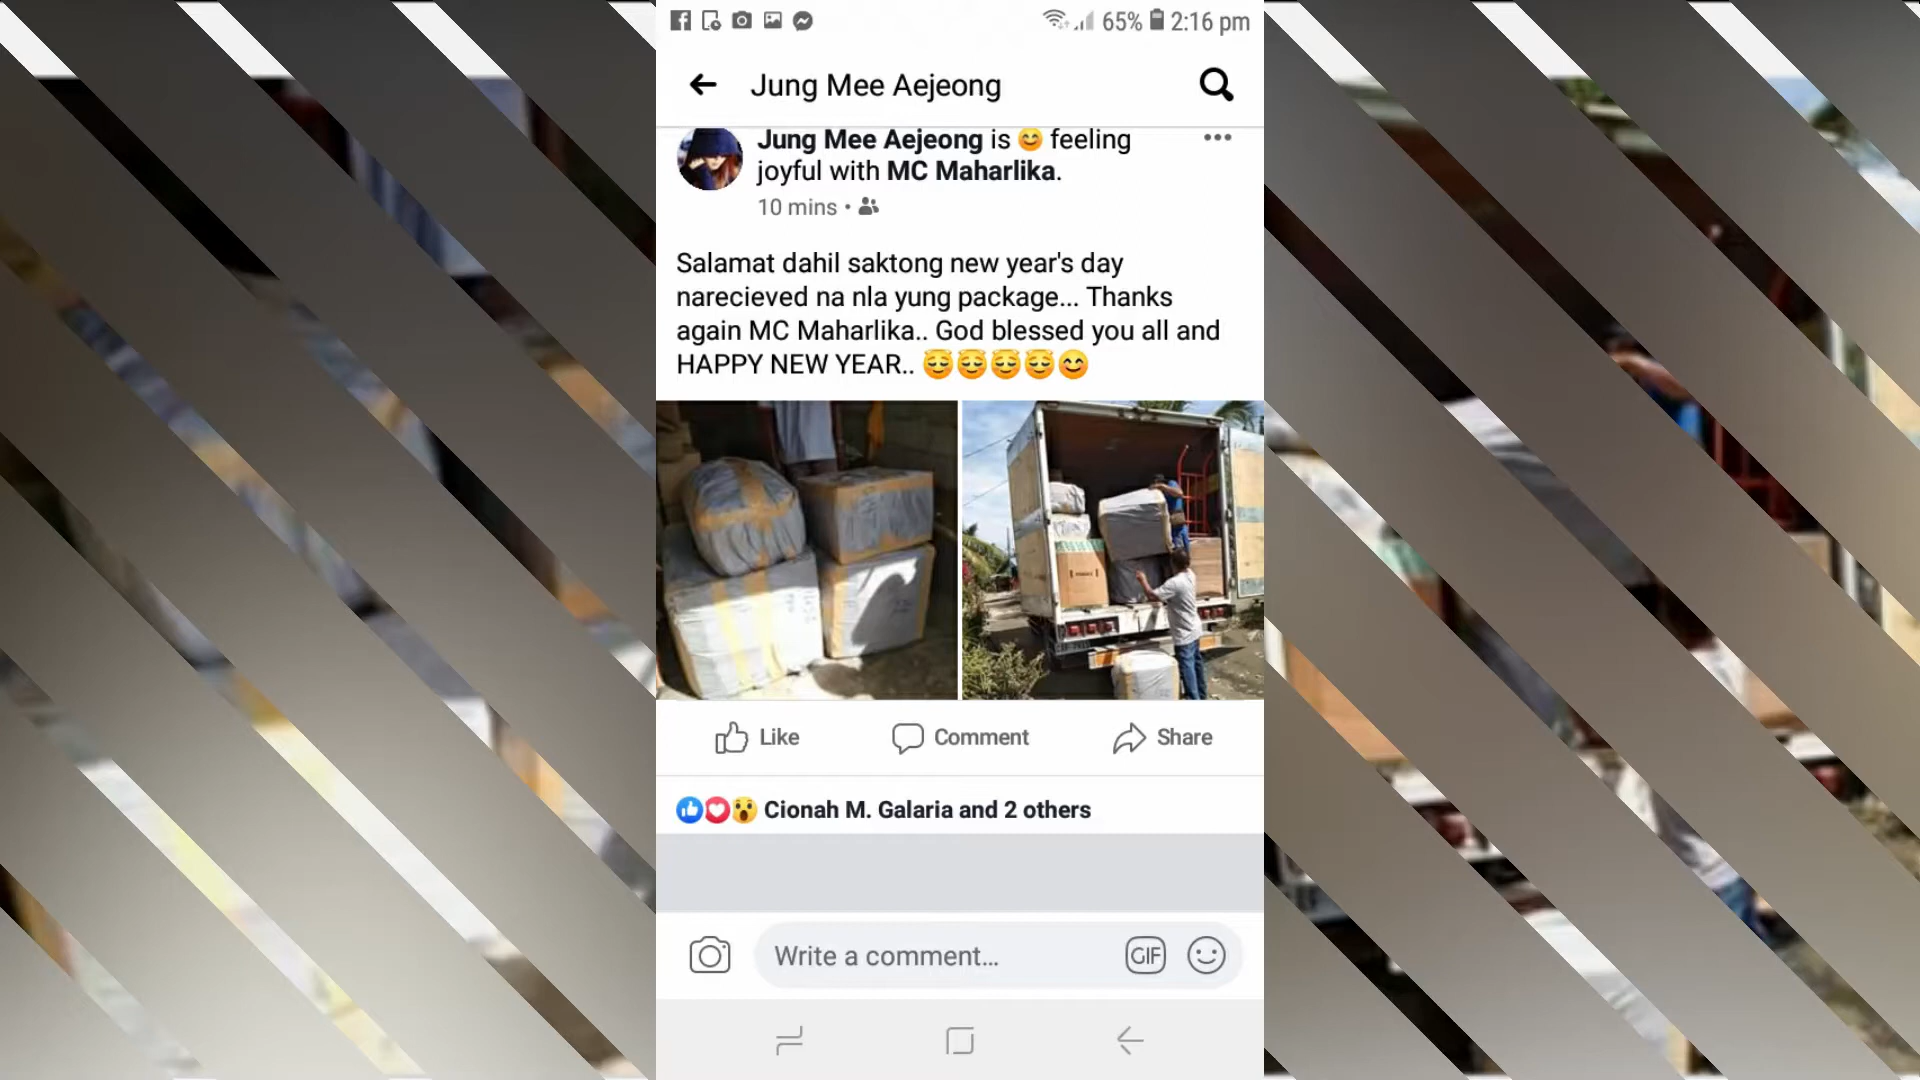 65% 2:16 pm
Jung Mee Aejeong
Jung Mee Aejeong is 😊 feeling
joyful with MC Maharlika.
10 mins •
Salamat dahil saktong new year's day
narecieved na nla yung package... Thanks
again MC Maharlika.. God blessed you all and
HAPPY NEW YEAR.. 😇😇😇😇😊
Like Comment Share
Cionah M. Galaria and 2 others
Write a comment... GIF